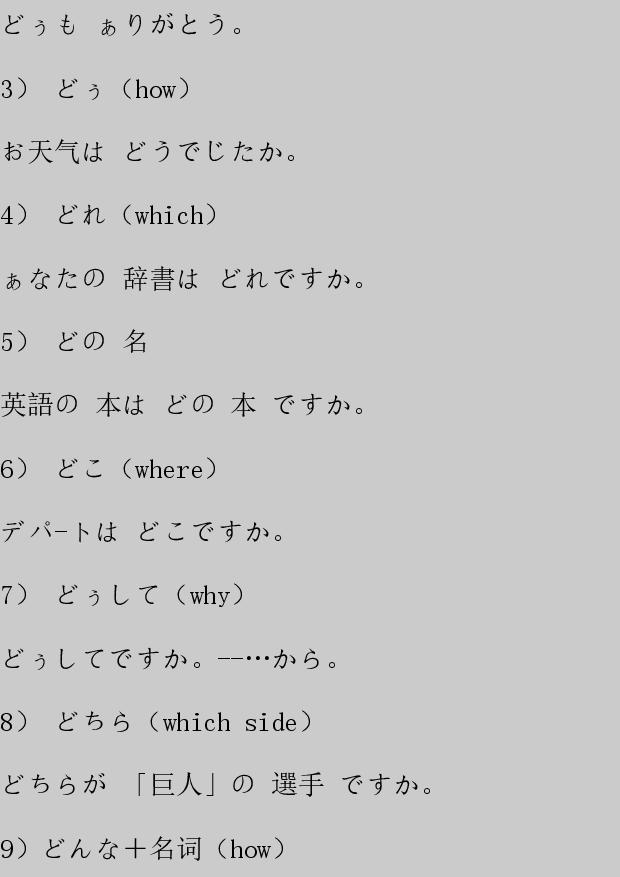 どぅも ぁりがとう。
3） どぅ（how）
お天气は どうでじたか。
4） どれ（which）
ぁなたの 辞書は どれですか。
5） どの 名
英語の 本は どの 本 ですか。
6） どこ（where）
デパ-トは どこですか。
7） どぅして（why）
どぅしてですか。--…から。
8） どちら（which side）
どちらが 「巨人」の 選手 ですか。
9）どんな＋名词（how）